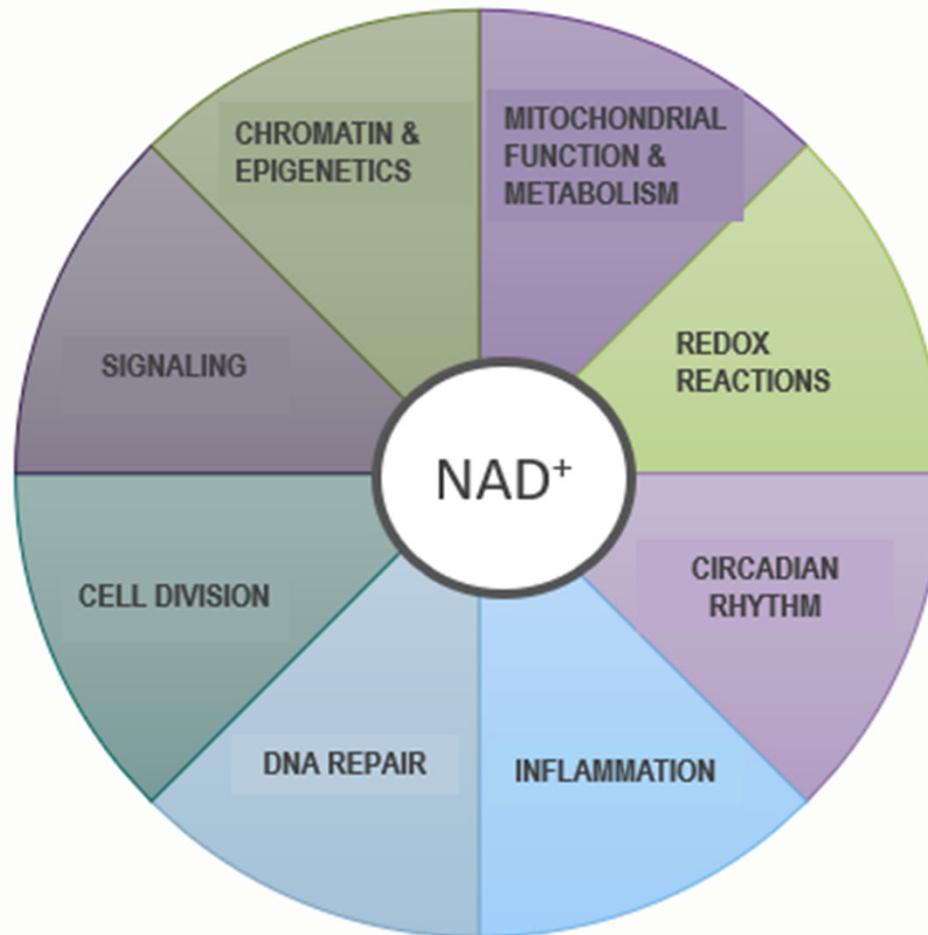 CHROMATIN &
EPIGENETICS
MITOCHONDRIAL
FUNCTION &
METABOLISM
SIGNALING
REDOX
REACTIONS
NAD⁺
CELL DIVISION
CIRCADIAN
RHYTHM
DNA REPAIR
INFLAMMATION